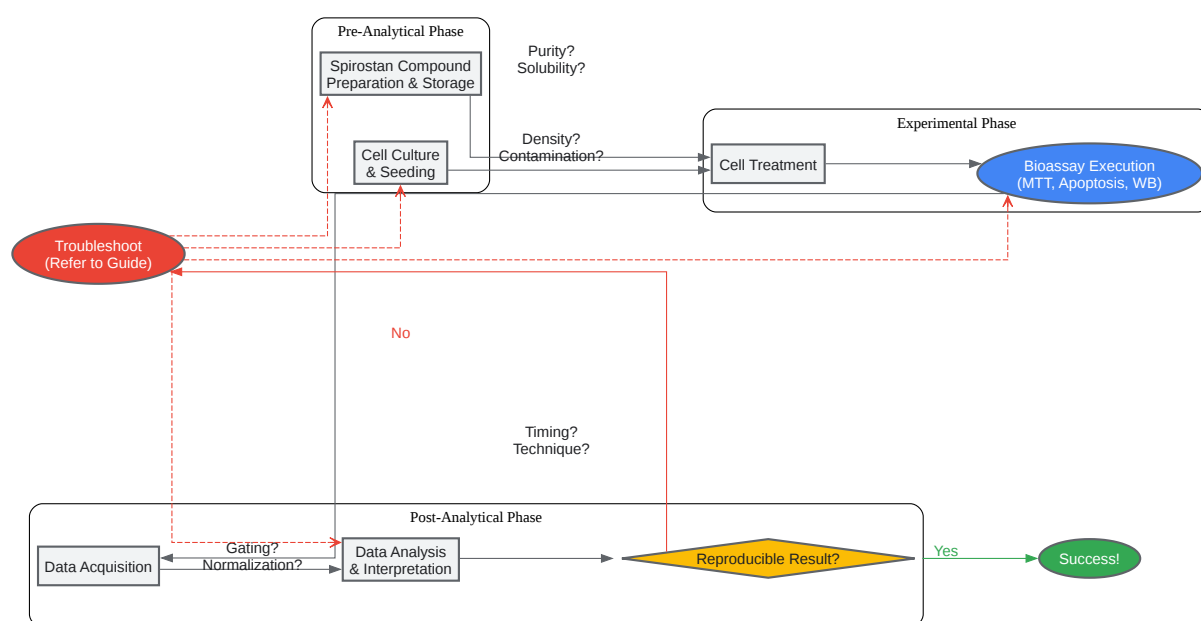 Pre-Analytical Phase
Spirostan Compound
Preparation & Storage
Purity?
Solubility?
Cell Culture
& Seeding
Density?
Contamination?
Experimental Phase
Cell Treatment
Bioassay Execution
(MTT, Apoptosis, WB)
Troubleshoot
(Refer to Guide)
No
Timing?
Technique?
Post-Analytical Phase
Data Acquisition
Gating?
Normalization?
Data Analysis
& Interpretation
Reproducible Result?
Yes
Success!